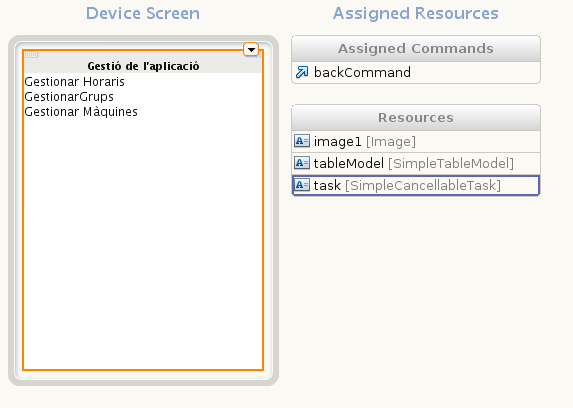 Device Screen
Assigned Resources
Gestió de l'aplicació
Gestionar Horaris
GestionarGrups
Gestionar Màquines
Assigned Commands
backCommand
Resources
image1 [Image]
tableModel [SimpleTableModel]
task [SimpleCancellableTask]